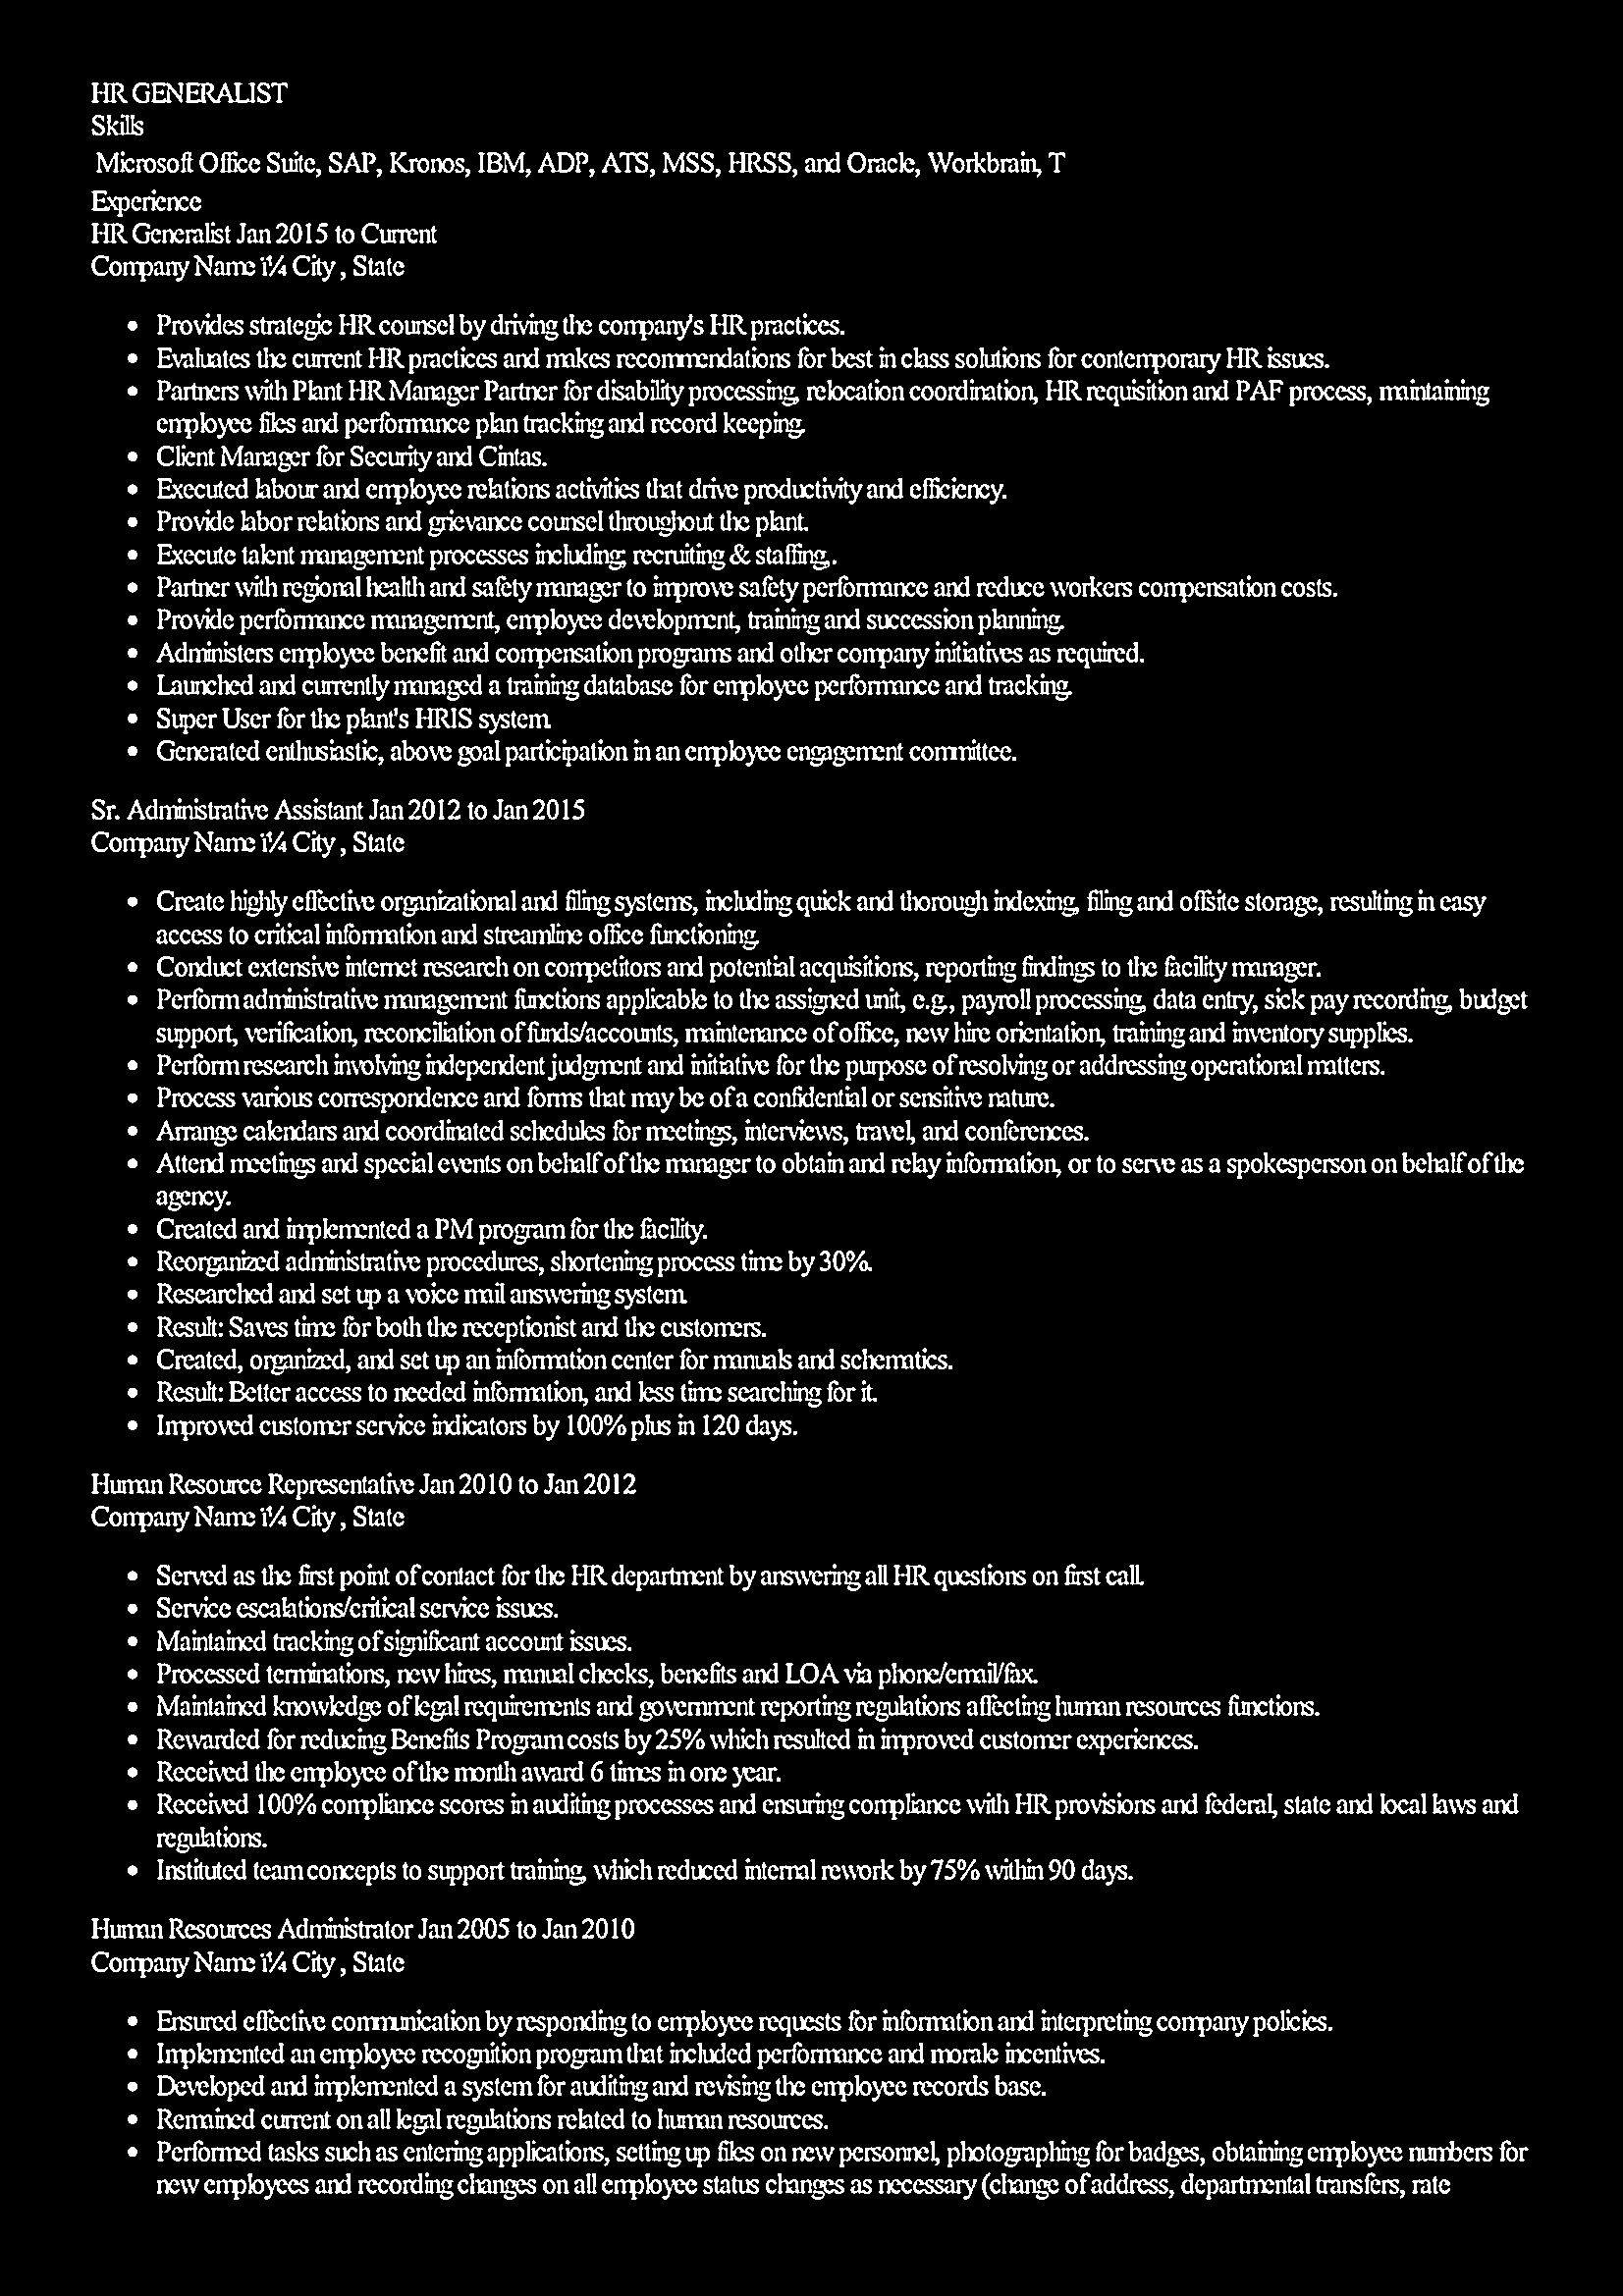 HR GENERALIST
Skills
Microsoft Office Suite, SAP, Kronos, IBM, ADP, ATS, MSS, HRSS, and Oracle, Workbrain, T
Experience
HR Generalist Jan 2015 to Current
Company Name ï¼ City , State
• Provides strategic HR counsel by driving the company's HR practices.
• Evaluates the current HR practices and makes recommendations for best in class solutions for contemporary HR issues.
• Partners with Plant HR Manager Partner for disability processing, relocation coordination, HR requisition and PAF process, maintaining
employee files and performance plan tracking and record keeping.
• Client Manager for Security and Cintas.
• Executed labour and employee relations activities that drive productivity and efficiency.
• Provide labor relations and grievance counsel throughout the plant.
• Execute talent management processes including; recruiting & staffing,.
• Partner with regional health and safety manager to improve safety performance and reduce workers compensation costs.
• Provide performance management, employee development, training and succession planning.
• Administers employee benefit and compensation programs and other company initiatives as required.
• Launched and currently managed a training database for employee performance and tracking.
• Super User for the plant's HRIS system.
• Generated enthusiastic, above goal participation in an employee engagement committee.
Sr. Administrative Assistant Jan 2012 to Jan 2015
Company Name ï¼ City , State
• Create highly effective organizational and filing systems, including quick and thorough indexing, filing and offsite storage, resulting in easy
access to critical information and streamline office functioning.
• Conduct extensive internet research on competitors and potential acquisitions, reporting findings to the facility manager.
• Perform administrative management functions applicable to the assigned unit, e.g., payroll processing, data entry, sick pay recording, budget
support, verification, reconciliation of funds/accounts, maintenance of office, new hire orientation, training and inventory supplies.
• Perform research involving independent judgment and initiative for the purpose of resolving or addressing operational matters.
• Process various correspondence and forms that may be of a confidential or sensitive nature.
• Arrange calendars and coordinated schedules for meetings, interviews, travel, and conferences.
• Attend meetings and special events on behalf of the manager to obtain and relay information, or to serve as a spokesperson on behalf of the
agency.
• Created and implemented a PM program for the facility.
• Reorganized administrative procedures, shortening process time by 30%.
• Researched and set up a voice mail answering system.
• Result: Saves time for both the receptionist and the customers.
• Created, organized, and set up an information center for manuals and schematics.
• Result: Better access to needed information, and less time searching for it.
• Improved customer service indicators by 100% plus in 120 days.
Human Resource Representative Jan 2010 to Jan 2012
Company Name ï¼ City , State
• Served as the first point of contact for the HR department by answering all HR questions on first call.
• Service escalations/critical service issues.
• Maintained tracking of significant account issues.
• Processed terminations, new hires, manual checks, benefits and LOA via phone/email/fax.
• Maintained knowledge of legal requirements and government reporting regulations affecting human resources functions.
• Rewarded for reducing Benefits Program costs by 25% which resulted in improved customer experiences.
• Received the employee of the month award 6 times in one year.
• Received 100% compliance scores in auditing processes and ensuring compliance with HR provisions and federal, state and local laws and
regulations.
• Instituted team concepts to support training, which reduced internal rework by 75% within 90 days.
Human Resources Administrator Jan 2005 to Jan 2010
Company Name ï¼ City , State
• Ensured effective communication by responding to employee requests for information and interpreting company policies.
• Implemented an employee recognition program that included performance and morale incentives.
• Developed and implemented a system for auditing and revising the employee records base.
• Remained current on all legal regulations related to human resources.
• Performed tasks such as entering applications, setting up files on new personnel, photographing for badges, obtaining employee numbers for
new employees and recording changes on all employee status changes as necessary (change of address, departmental transfers, rate